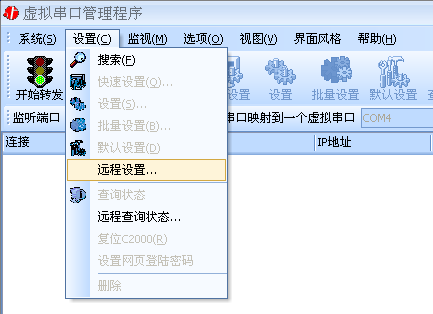 虚拟串口管理程序
系统(S) 设置(C) 监视(M) 选项(O) 视图(V) 界面风格 帮助(H)
开始转发 设置 设置 批量设置 默认设置
监听端口 串口映射到一个虚拟串口 COM4
连接 IP地址
搜索(F)
快速设置(Q)...
设置(S)...
批量设置(B)...
默认设置(D)
远程设置...
查询状态
远程查询状态...
复位C2000(R)
设置网页登陆密码
删除